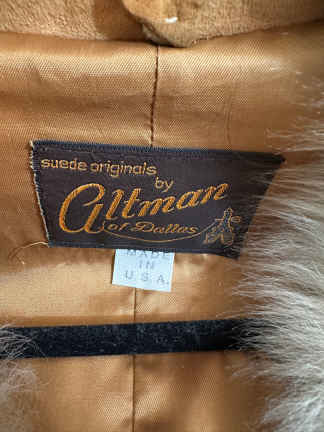 suede originals
by
Altman
of Dallas
MADE
IN
U.S.A.